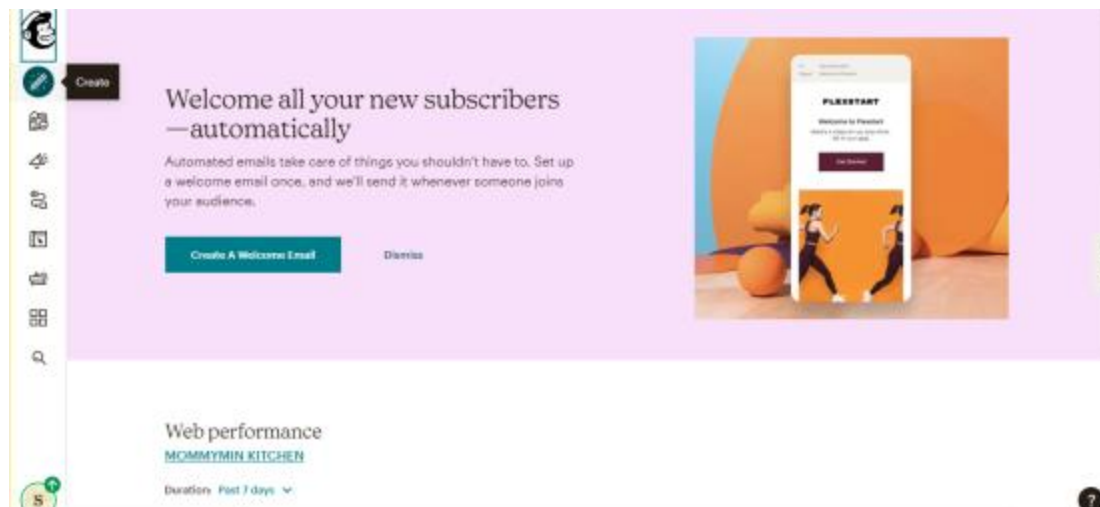 Create
Welcome all your new subscribers
—automatically
Automated emails take care of things you shouldn't have to. Set up
a welcome email once, and we'll send it whenever someone joins
your audience.
Create A Welcome Email
Dismiss
FLEXSTART
Welcome to Flexstart
Get Started
Web performance
MOMMYMIN KITCHEN
Duration: Past 7 days
S
?